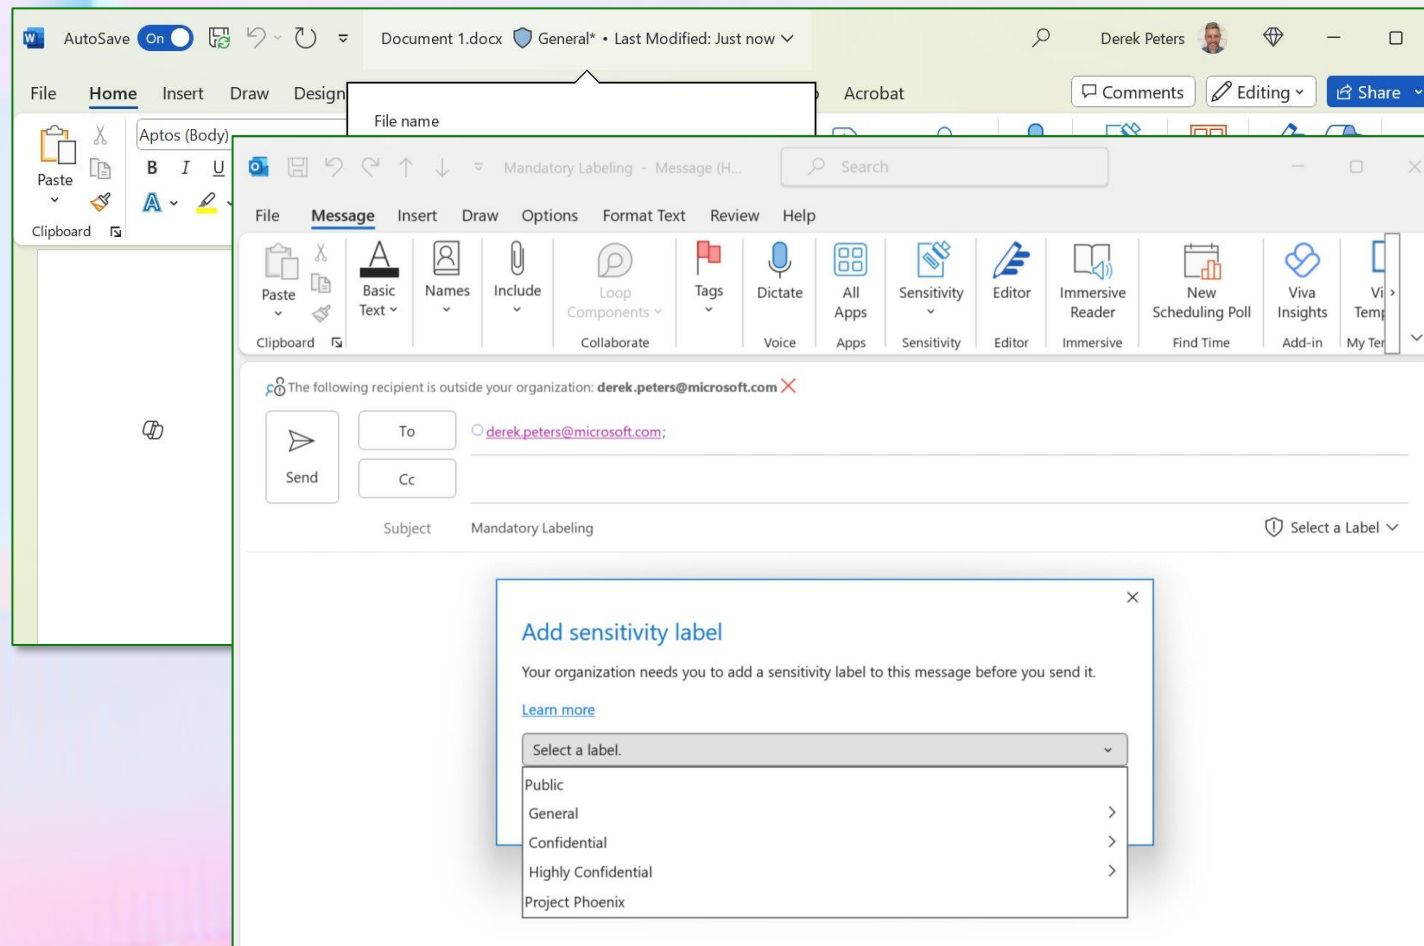 AutoSave On Document 1.docx General* • Last Modified: Just now Derek Peters
File Home Insert Draw Design Acrobat Comments Editing Share
File name
Aptos (Body)
Paste B I U
A
Clipboard
Mandatory Labeling - Message (H... Search
File Message Insert Draw Options Format Text Review Help
Paste Basic Text Names Include Loop Components Tags Dictate All Apps Sensitivity Editor Immersive Reader New Scheduling Poll Viva Insights
Clipboard Collaborate Voice Apps Sensitivity Editor Immersive Find Time Add-in My Ter
The following recipient is outside your organization: derek.peters@microsoft.com
To derek.peters@microsoft.com;
Send Cc
Subject Mandatory Labeling Select a Label
Add sensitivity label
Your organization needs you to add a sensitivity label to this message before you send it.
Learn more
Select a label.
Public
General
Confidential
Highly Confidential
Project Phoenix